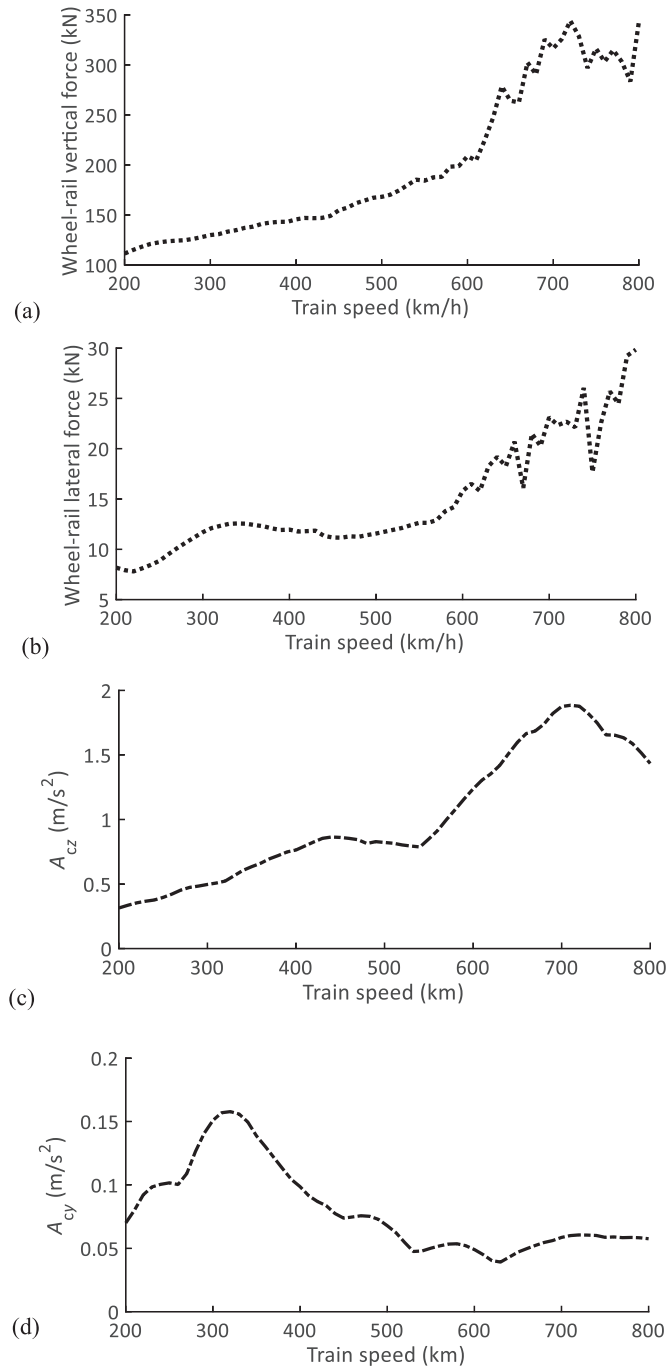 Wheel-rail vertical force (kN)
350
300
250
200
150
100
200 300 400 500 600 700 800
Train speed (km/h)
(a)
Wheel-rail lateral force (kN)
30
25
20
15
10
5
200 300 400 500 600 700 800
Train speed (km/h)
(b)
A_cz (m/s²)
2
1.5
1
0.5
0
200 300 400 500 600 700 800
Train speed (km)
(c)
A_cy (m/s²)
0.2
0.15
0.1
0.05
0
200 300 400 500 600 700 800
Train speed (km)
(d)